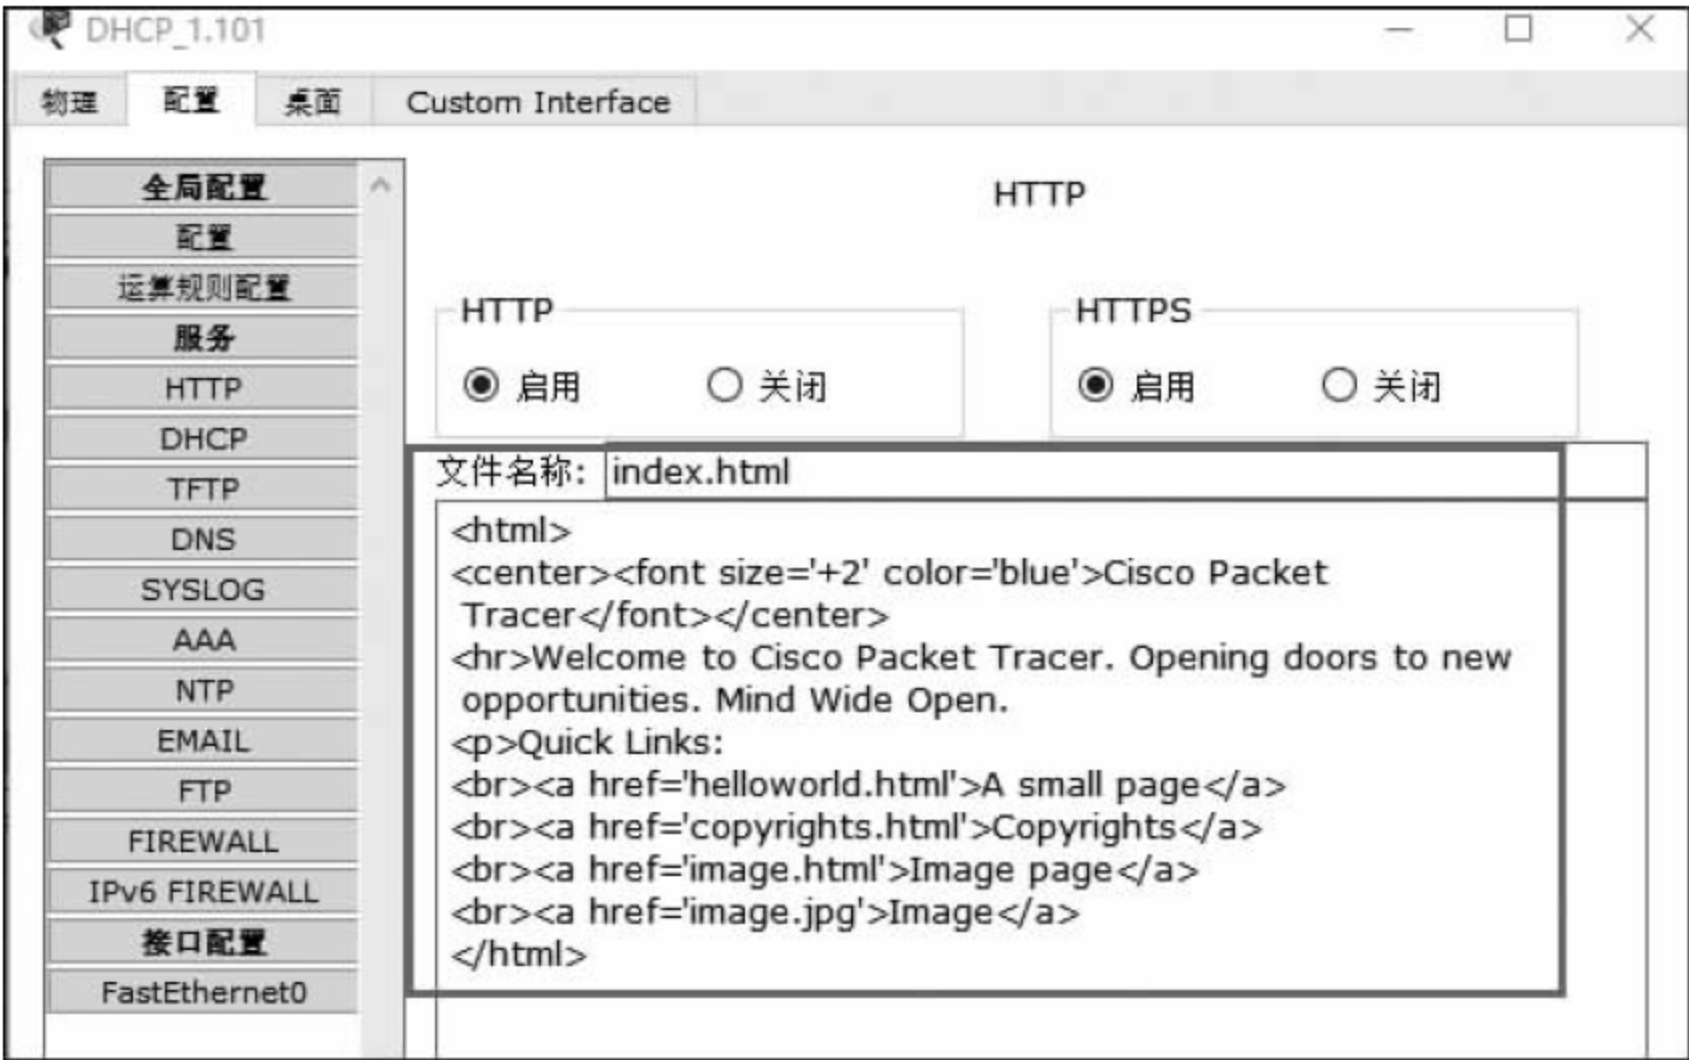 DHCP_1.101
物理 配置 桌面 Custom Interface
全局配置
配置
运算规则配置
服务
HTTP
DHCP
TFTP
DNS
SYSLOG
AAA
NTP
EMAIL
FTP
FIREWALL
IPv6 FIREWALL
接口配置
FastEthernet0
HTTP
HTTP
启用 关闭
HTTPS
启用 关闭
文件名称: index.html
<html>
<center><font size='+2' color='blue'>Cisco Packet
Tracer</font></center>
<hr>Welcome to Cisco Packet Tracer. Opening doors to new
opportunities. Mind Wide Open.
<p>Quick Links:
<br><a href='helloworld.html'>A small page</a>
<br><a href='copyrights.html'>Copyrights</a>
<br><a href='image.html'>Image page</a>
<br><a href='image.jpg'>Image</a>
</html>